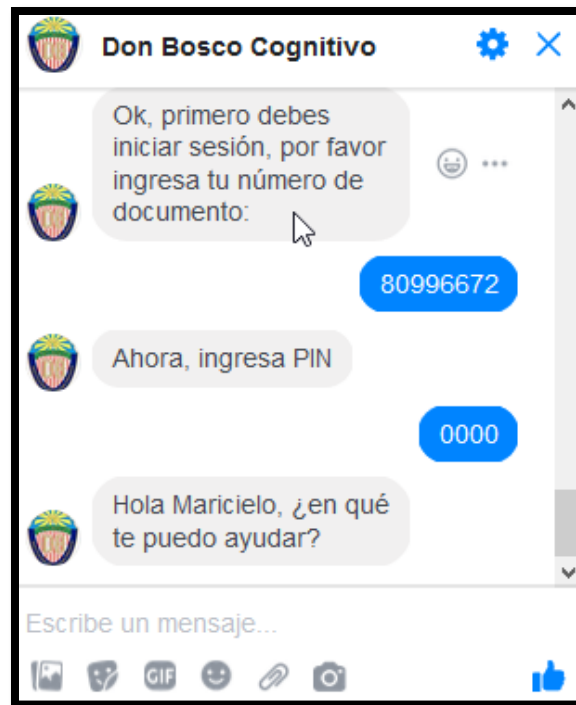 Don Bosco Cognitivo
Ok, primero debes
iniciar sesión, por favor
ingresa tu número de
documento:
80996672
Ahora, ingresa PIN
0000
Hola Maricielo, ¿en qué
te puedo ayudar?
Escribe un mensaje...
GIF